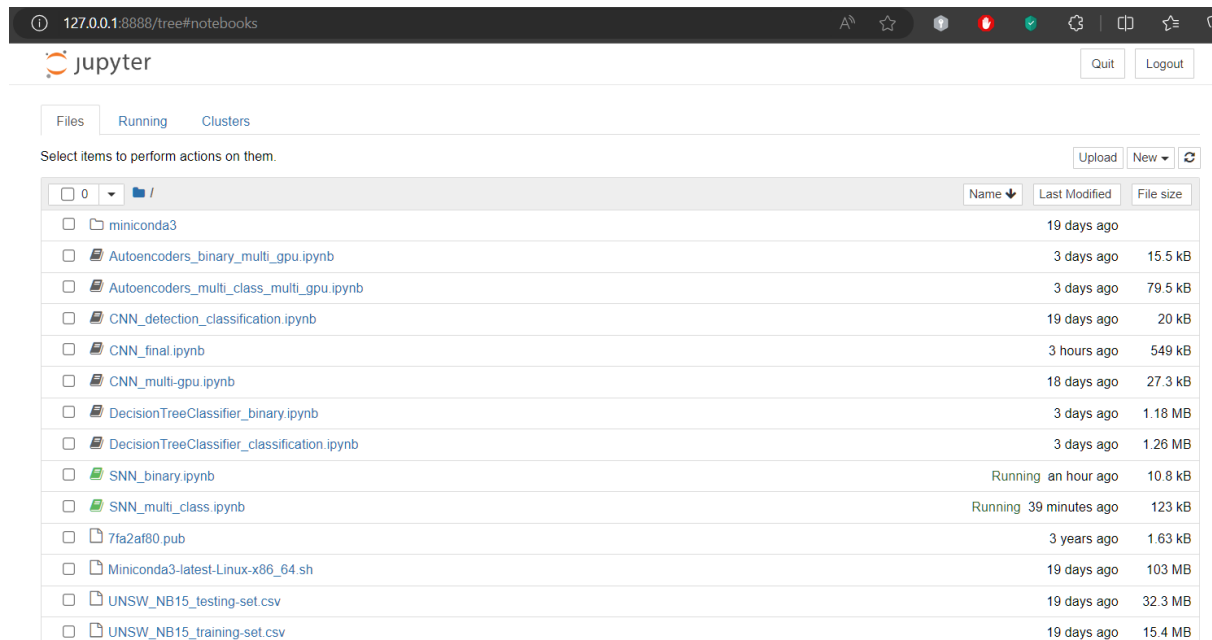 127.0.0.1:8888/tree#notebooks
jupyter
Quit Logout
Files Running Clusters
Select items to perform actions on them.
Upload New
0 / Name Last Modified File size
miniconda3 19 days ago
Autoencoders_binary_multi_gpu.ipynb 3 days ago 15.5 kB
Autoencoders_multi_class_multi_gpu.ipynb 3 days ago 79.5 kB
CNN_detection_classification.ipynb 19 days ago 20 kB
CNN_final.ipynb 3 hours ago 549 kB
CNN_multi-gpu.ipynb 18 days ago 27.3 kB
DecisionTreeClassifier_binary.ipynb 3 days ago 1.18 MB
DecisionTreeClassifier_classification.ipynb 3 days ago 1.26 MB
SNN_binary.ipynb Running an hour ago 10.8 kB
SNN_multi_class.ipynb Running 39 minutes ago 123 kB
7fa2af80.pub 3 years ago 1.63 kB
Miniconda3-latest-Linux-x86_64.sh 19 days ago 103 MB
UNSW_NB15_testing-set.csv 19 days ago 32.3 MB
UNSW_NB15_training-set.csv 19 days ago 15.4 MB